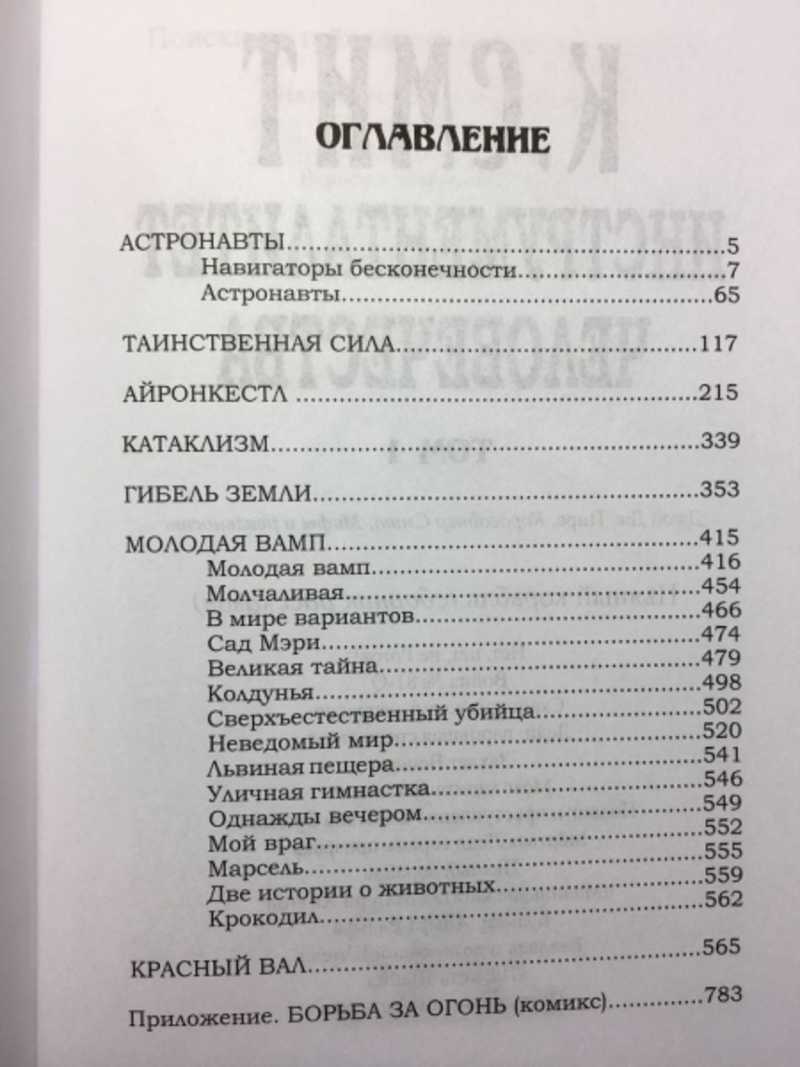 ОГЛАВЛЕНИЕ
АСТРОНАВТЫ.....5
Навигаторы бесконечности.....7
Астронавты.....65
ТАИНСТВЕННАЯ СИЛА.....117
АЙРОНКЕСТЛ.....215
КАТАКЛИЗМ.....339
ГИБЕЛЬ ЗЕМЛИ.....353
МОЛОДАЯ ВАМП.....415
Молодая вамп.....416
Молчаливая.....454
В мире вариантов.....466
Сад Мэри.....474
Великая тайна.....479
Колдунья.....498
Сверхъестественный убийца.....502
Неведомый мир.....520
Львиная пещера.....541
Уличная гимнастка.....546
Однажды вечером.....549
Мой враг.....552
Марсель.....555
Две истории о животных.....559
Крокодил.....562
КРАСНЫЙ ВАЛ.....565
Приложение. БОРЬБА ЗА ОГОНЬ (комикс).....783